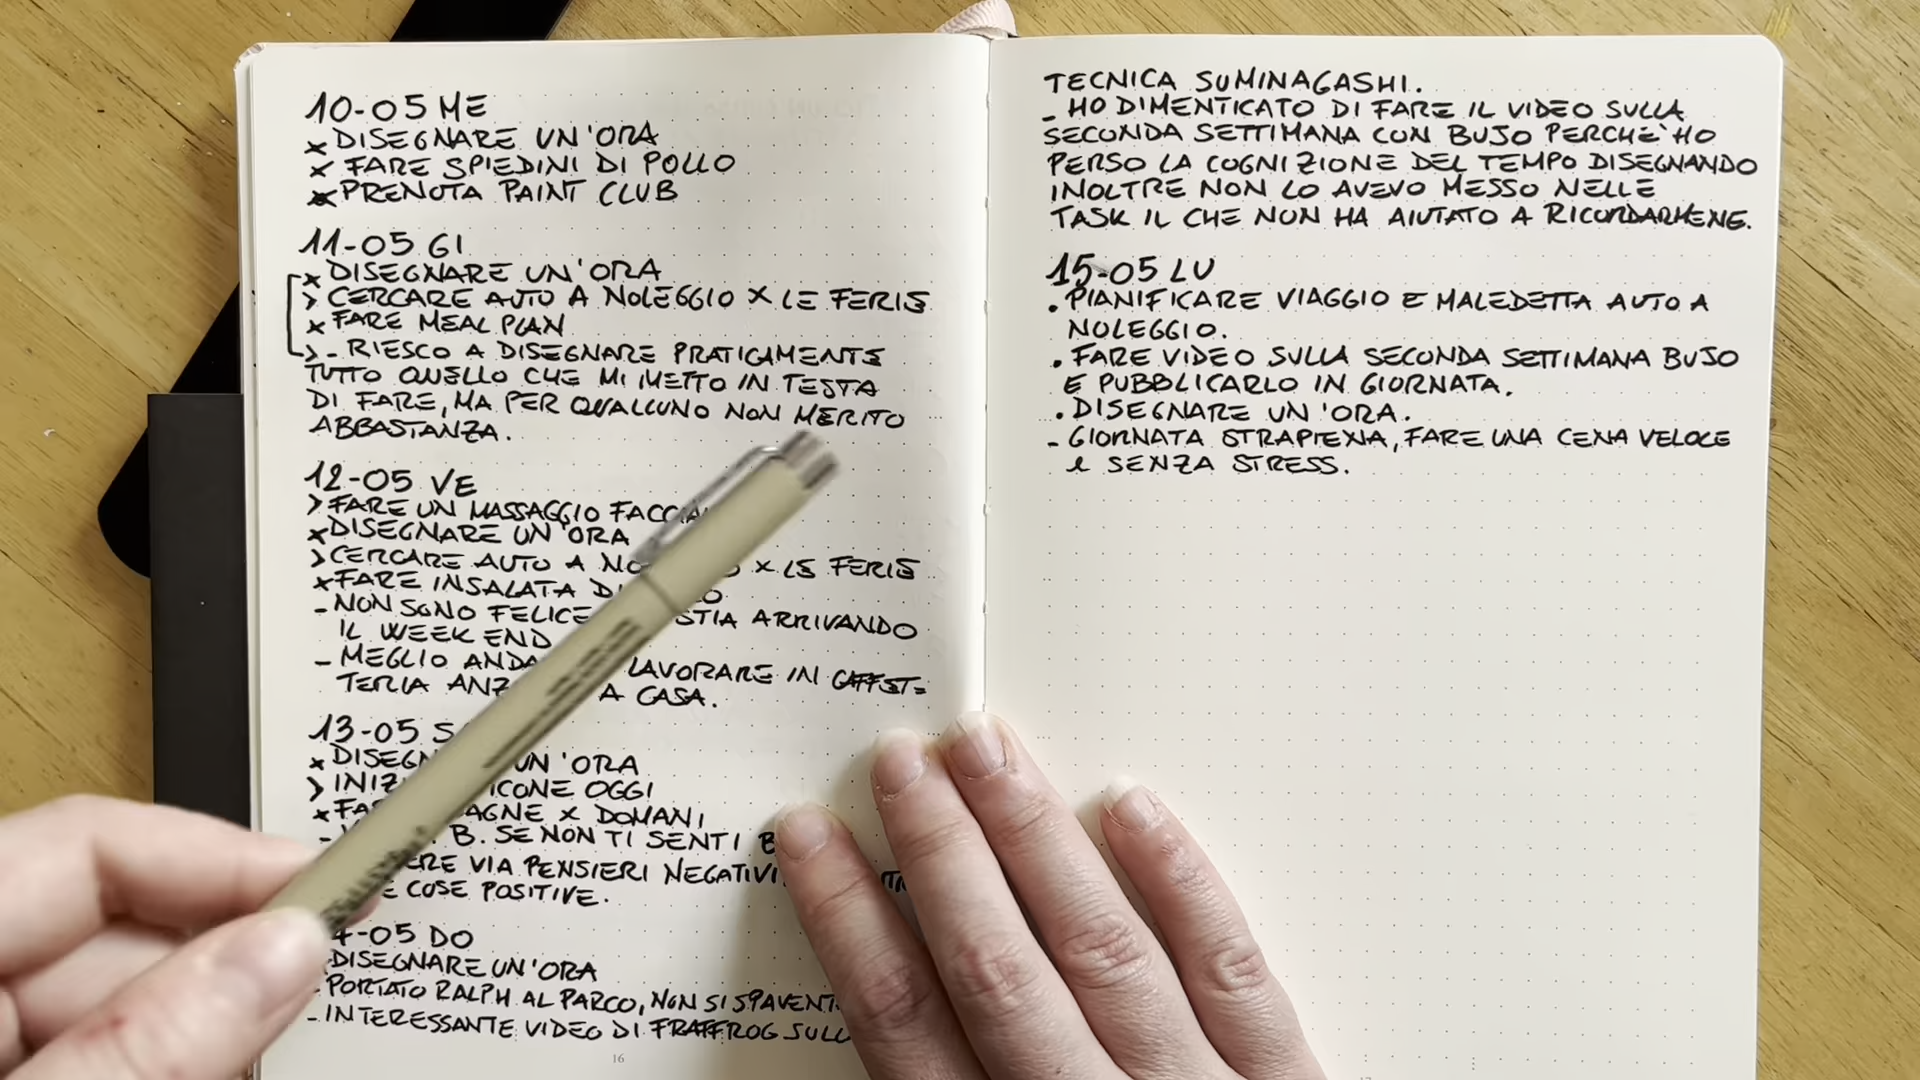 10-05 ME
× DISEGNARE UN'ORA
× FARE SPIEDINI DI POLLO
× PRENOTA PAINT CLUB
11-05 GI
× DISEGNARE UN'ORA
> CERCARE AUTO A NOLEGGIO × LE FERIE
× FARE MEAL PLAN
> - RIESCO A DISEGNARE PRATICAMENTE
TUTTO QUELLO CHE MI METTO IN TESTA
DI FARE, MA PER QUALCUNO NON MERITO
ABBASTANZA.
12-05 VE
> FARE UN MASSAGGIO
× DISEGNARE UN'ORA
> CERCARE AUTO A × LE FERIE
× FARE INSALATA
- NON SONO FELICE STIA ARRIVANDO
IL WEEK END
- MEGLIO LAVORARE IN CAFFET=
TERIA A CASA.
13-05
× UN'ORA
> ICONE OGGI
× × DOMANI
- B. SE NON TI SENTI
VIA PENSIERI NEGATIVI
COSE POSITIVE.
-05 DO
DISEGNARE UN'ORA
- PORTATO RALPH AL PARCO, NON SI
- INTERESSANTE VIDEO DI FRAFFROG
16
TECNICA SUMINAGASHI.
- HO DIMENTICATO DI FARE IL VIDEO SULLA
SECONDA SETTIMANA CON BUJO PERCHE' HO
PERSO LA COGNIZIONE DEL TEMPO DISEGNANDO
INOLTRE NON LO AVEVO MESSO NELLE
TASK IL CHE NON HA AIUTATO A RICORDARMENE.
15-05 LU
• PIANIFICARE VIAGGIO E MALEDETTA AUTO A
NOLEGGIO.
• FARE VIDEO SULLA SECONDA SETTIMANA BUJO
E PUBBLICARLO IN GIORNATA.
• DISEGNARE UN'ORA.
- GIORNATA STRAPIENA, FARE UNA CENA VELOCE
e SENZA STRESS.